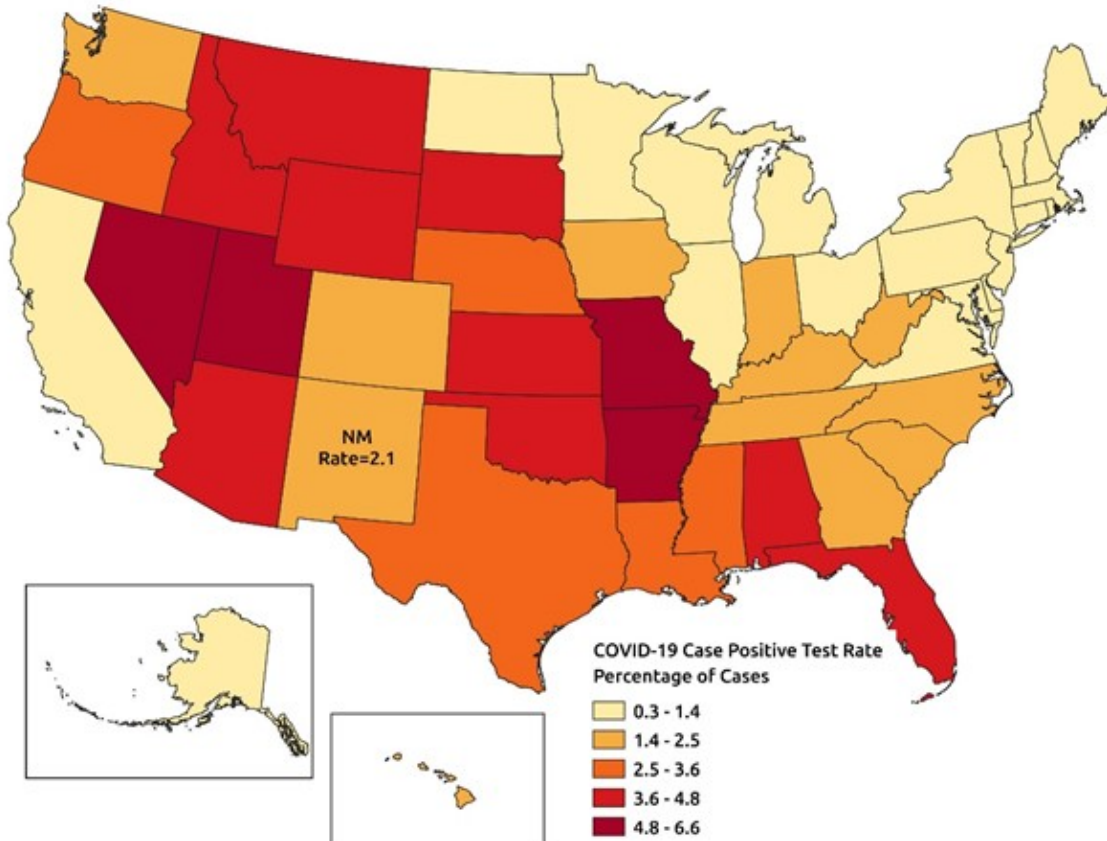 NM
Rate=2.1
COVID-19 Case Positive Test Rate
Percentage of Cases
0.3 - 1.4
1.4 - 2.5
2.5 - 3.6
3.6 - 4.8
4.8 - 6.6